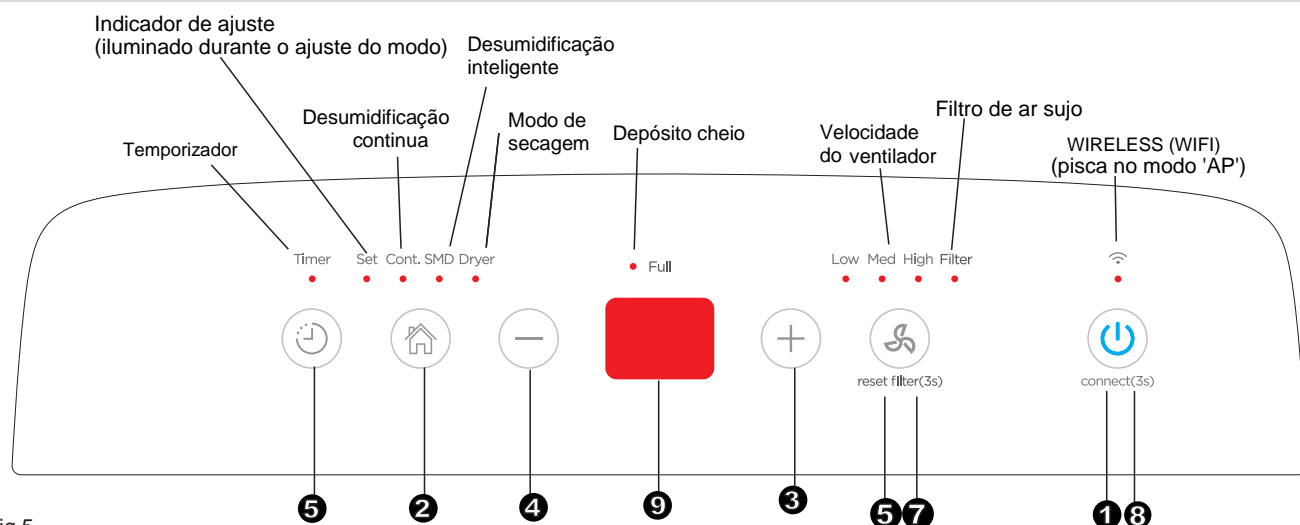 Indicador de ajuste
(iluminado durante o ajuste do modo)
Desumidificação
inteligente
Desumidificação
continua
Modo de
secagem
Temporizador
Depósito cheio
Velocidade
do ventilador
Filtro de ar sujo
WIRELESS (WIFI)
(pisca no modo 'AP')
Timer Set Cont. SMD Dryer
Full
Low Med High Filter
reset filter(3s)
connect(3s)
5 2 4 9 3 5 7 1 8